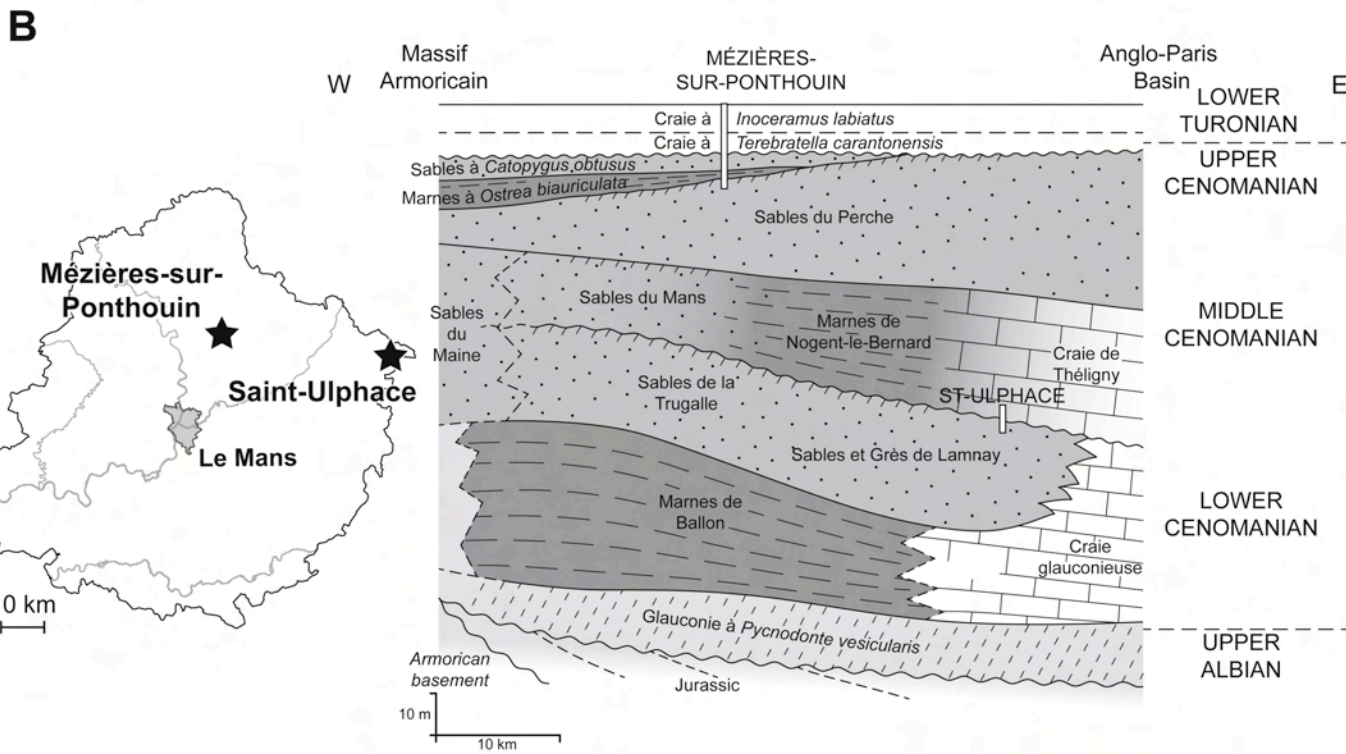 B
Massif
Armoricain
W
MÉZIÈRES-
SUR-PONTHOUIN
Anglo-Paris
Basin
E
LOWER
TURONIAN
Craie à Inoceramus labiatus
Craie à Terebratella carantonensis
UPPER
CENOMANIAN
Sables à Catopygus obtusus
Marnes à Ostrea biauriculata
Sables du Perche
Mézières-sur-
Ponthouin
Saint-Ulphace
Le Mans
0 km
Sables
du
Maine
Sables du Mans
Marnes de
Nogent-le-Bernard
Craie de
Théligny
MIDDLE
CENOMANIAN
ST-ULPHACE
Sables de la
Trugalle
Sables et Grès de Lamnay
Marnes de
Ballon
Craie
glauconieuse
LOWER
CENOMANIAN
Glauconie à Pycnodonte vesicularis
UPPER
ALBIAN
Armorican
basement
Jurassic
10 m
10 km